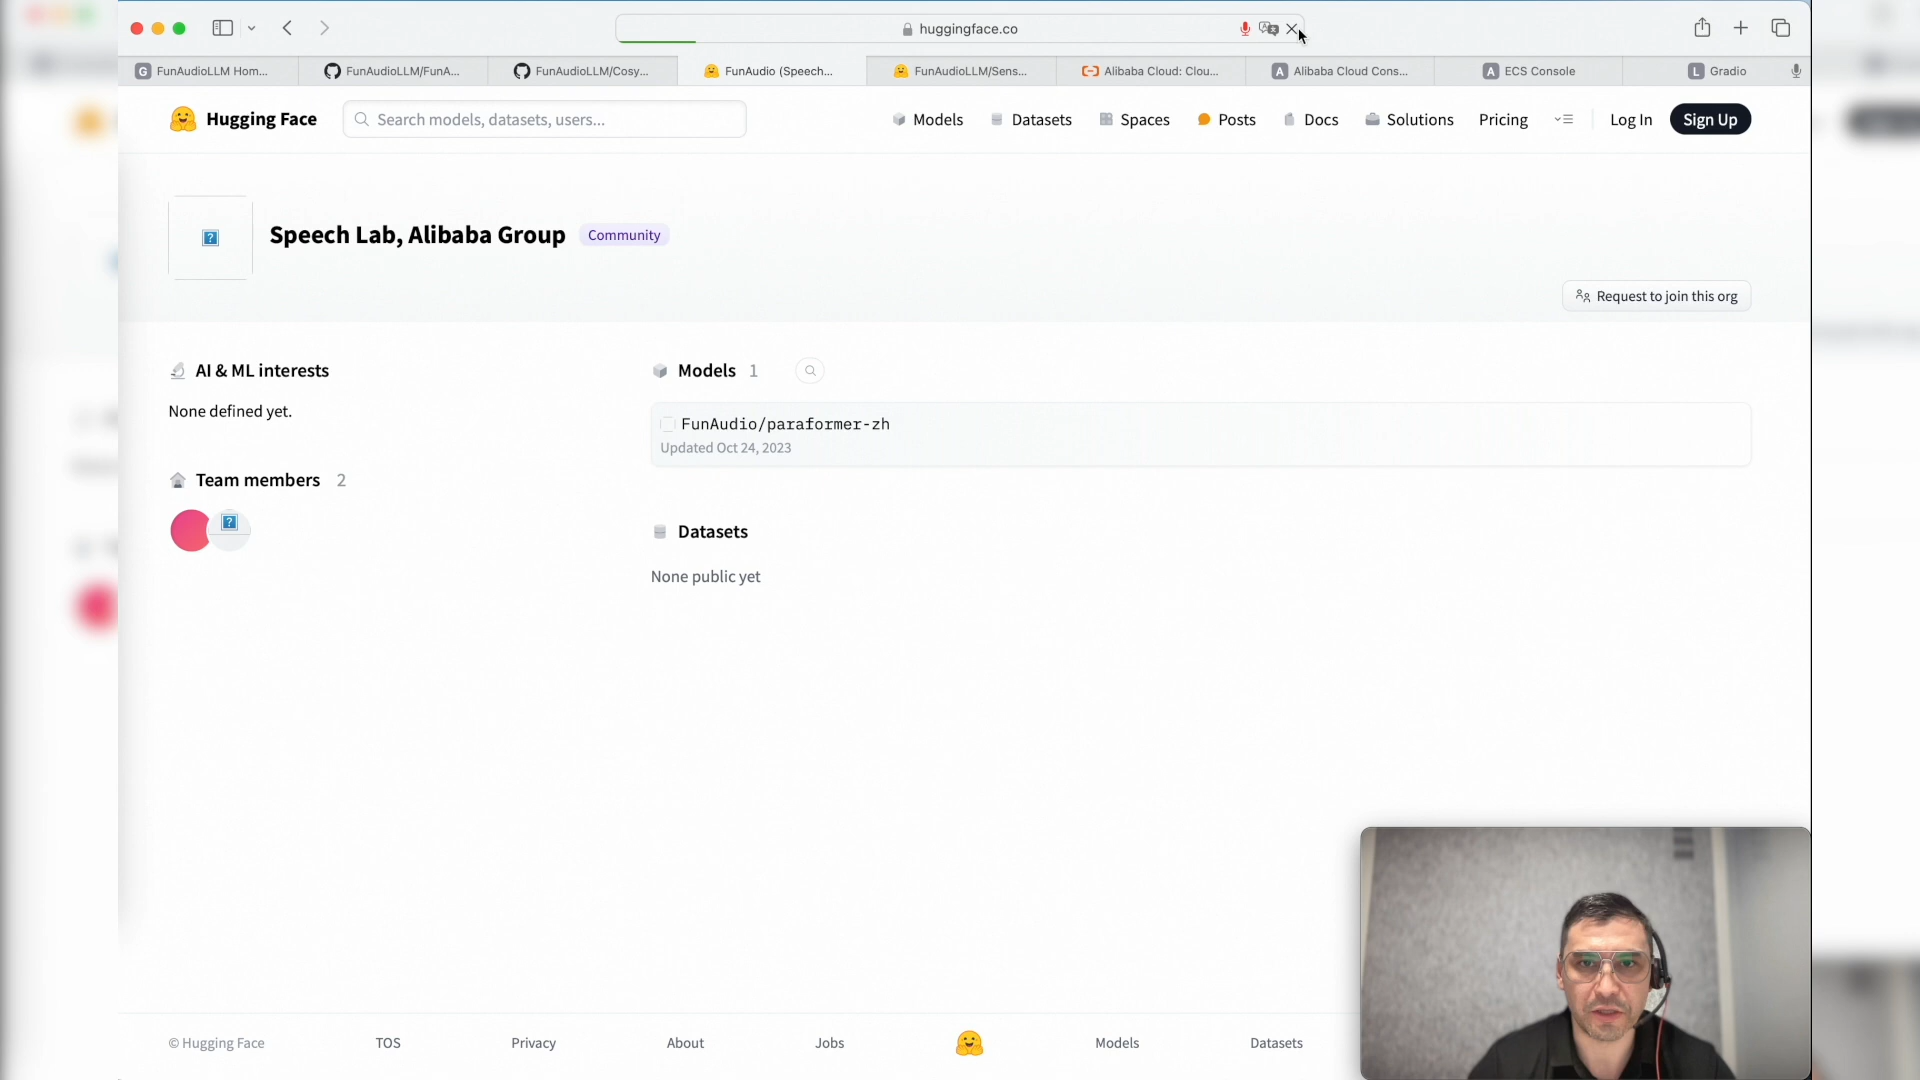 huggingface.co
FunAudioLLM Hom...
FunAudioLLM/FunA...
FunAudioLLM/Cosy...
FunAudio (Speech...
FunAudioLLM/Sens...
Alibaba Cloud: Clou...
Alibaba Cloud Cons...
ECS Console
Gradio
Hugging Face
Search models, datasets, users...
Models
Datasets
Spaces
Posts
Docs
Solutions
Pricing
Log In
Sign Up
Speech Lab, Alibaba Group
Community
Request to join this org
AI & ML interests
None defined yet.
Team members 2
Models 1
FunAudio/paraformer-zh
Updated Oct 24, 2023
Datasets
None public yet
© Hugging Face
TOS
Privacy
About
Jobs
Models
Datasets